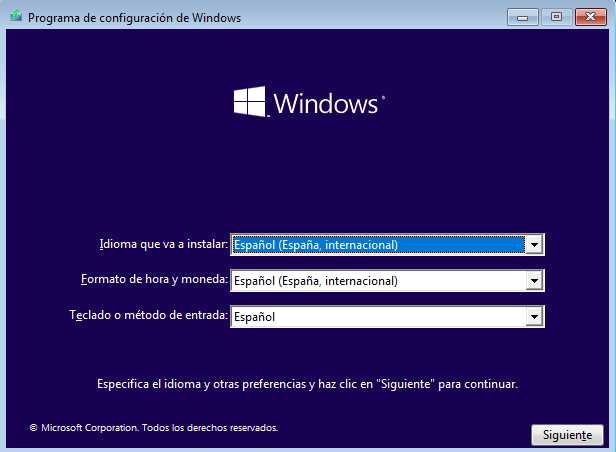 Programa de configuración de Windows
Windows
Idioma que va a instalar: Español (España, internacional)
Formato de hora y moneda: Español (España, internacional)
Teclado o método de entrada: Español
Especifica el idioma y otras preferencias y haz clic en "Siguiente" para continuar.
© Microsoft Corporation. Todos los derechos reservados.
Siguiente